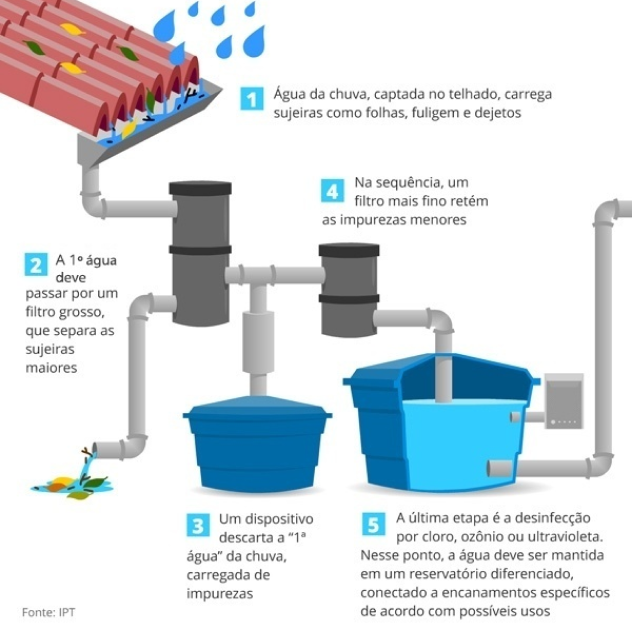 1 Água da chuva, captada no telhado, carrega
sujeiras como folhas, fuligem e dejetos
2 A 1º água
deve
passar por um
filtro grosso,
que separa as
sujeiras
maiores
4 Na sequência, um
filtro mais fino retém
as impurezas menores
3 Um dispositivo
descarta a “1ª
água” da chuva,
carregada de
impurezas
5 A última etapa é a desinfecção
por cloro, ozônio ou ultravioleta.
Nesse ponto, a água deve ser mantida
em um reservatório diferenciado,
conectado a encanamentos específicos
de acordo com possíveis usos
Fonte: IPT